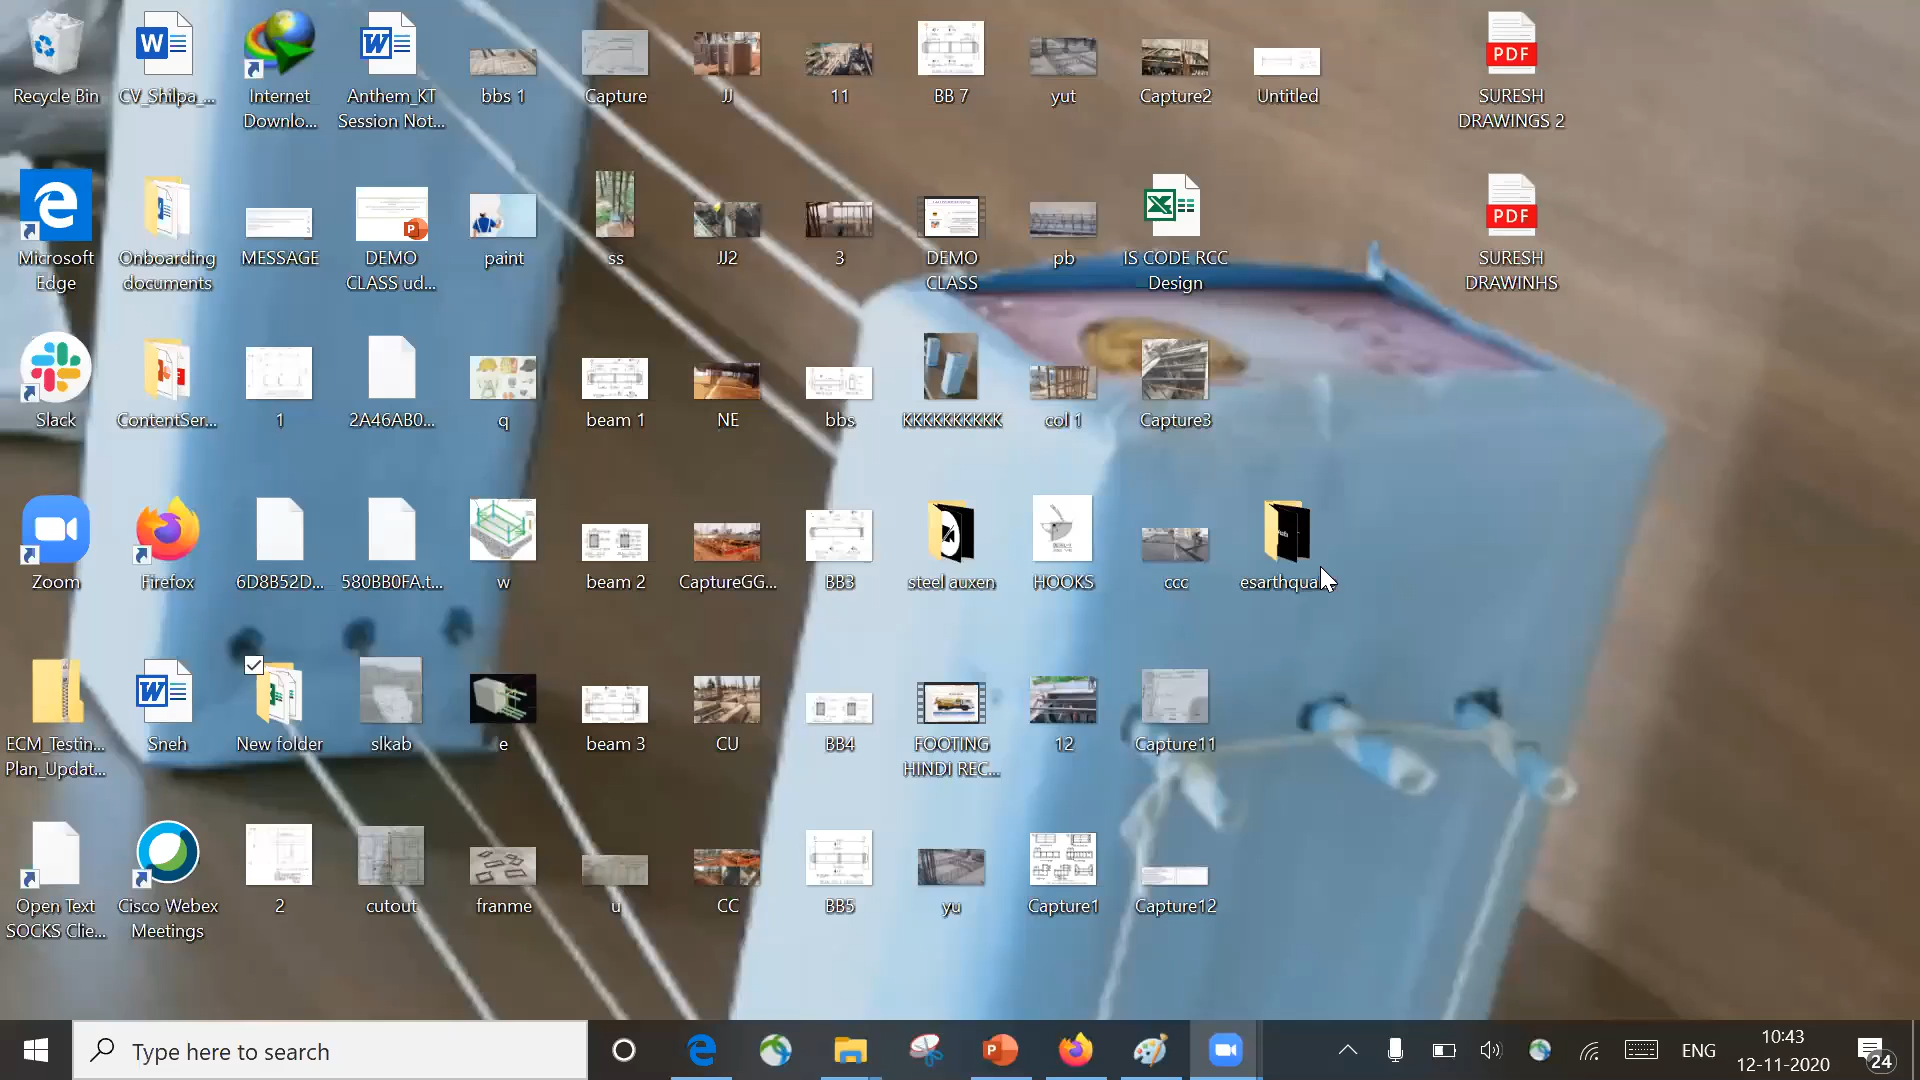 Recycle Bin
CV_Shilpa_...
Internet
Downlo...
Anthem_KT
Session Not...
bbs 1
Capture
JJ
11
BB 7
yut
Capture2
Untitled
PDF
SURESH
DRAWINGS 2
Microsoft
Edge
Onboarding
documents
MESSAGE
DEMO
CLASS ud...
paint
ss
JJ2
3
DEMO
CLASS
pb
IS CODE RCC
Design
PDF
SURESH
DRAWINHS
Slack
ContentSer...
1
2A46AB0...
q
beam 1
NE
bbs
KKKKKKKKKK
col 1
Capture3
Zoom
Firefox
6D8B52D...
580BB0FA.t...
w
beam 2
CaptureGG...
BB3
steel auxen
HOOKS
ccc
ECM_Testin...
Plan_Updat...
Sneh
New folder
slkab
e
beam 3
CU
BB4
FOOTING
HINDI REC...
12
Capture11
Open Text
SOCKS Clie...
Cisco Webex
Meetings
2
cutout
franme
u
CC
BB5
yu
Capture1
Capture12
Type here to search
ENG
10:43
12-11-2020
24